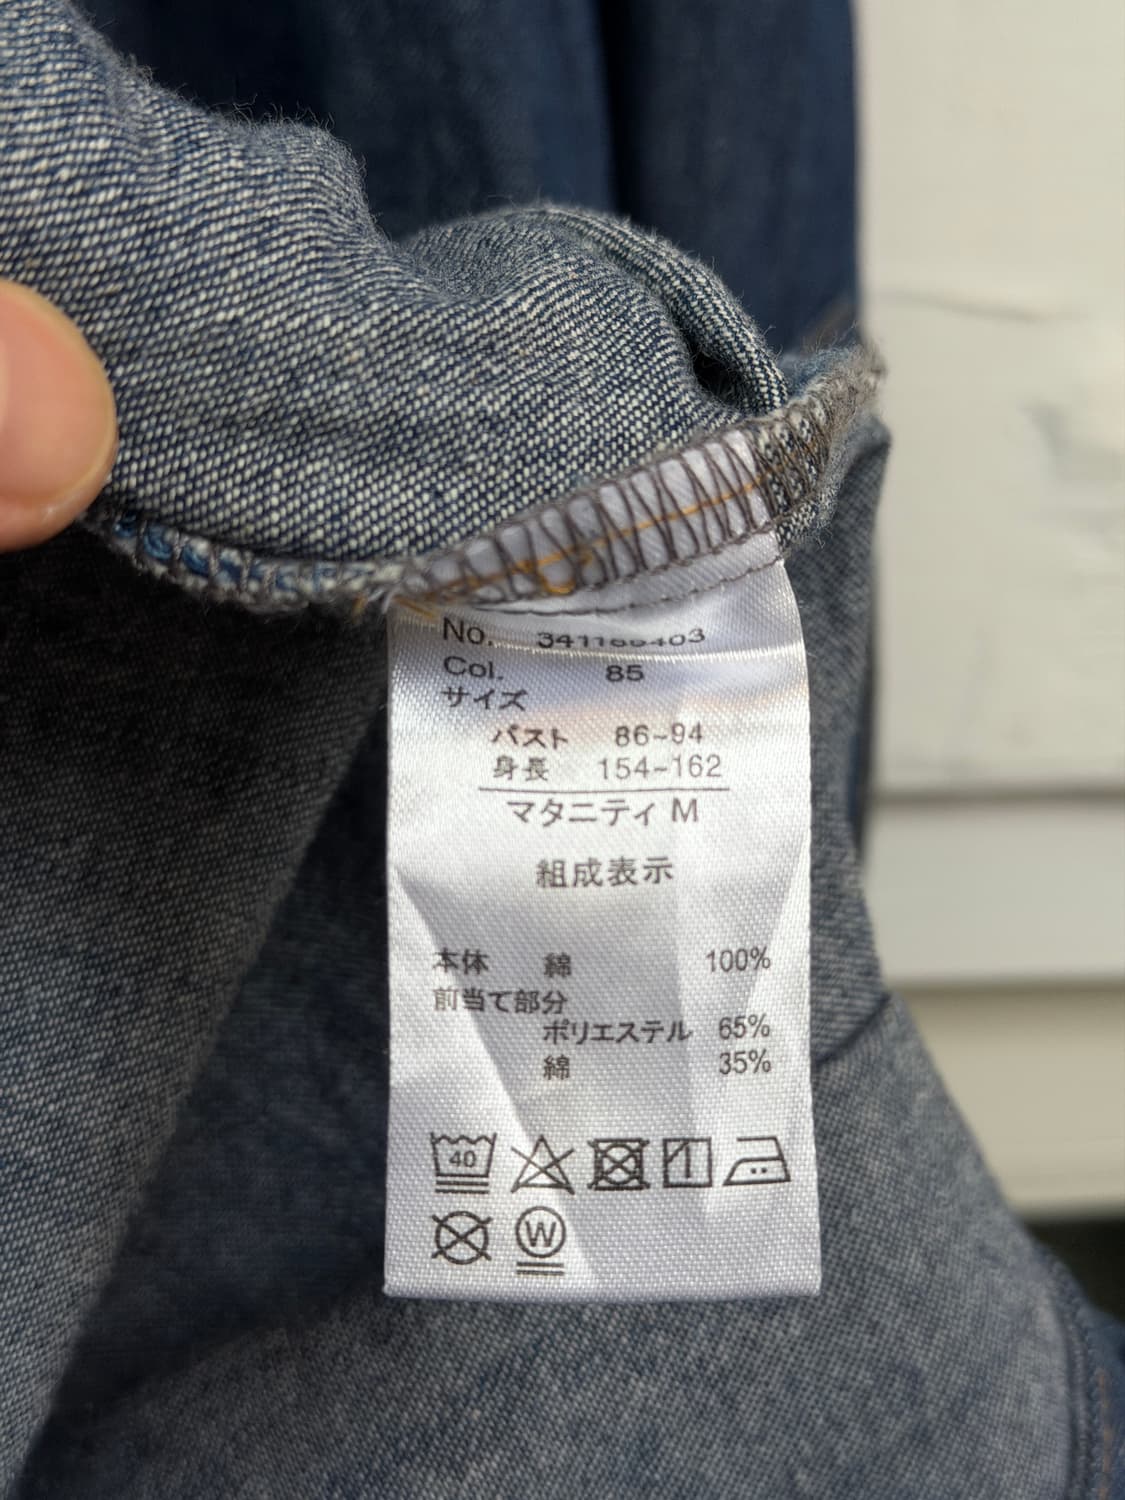 No. 341185403
Col. 85
サイズ
バスト 86-94
身長 154-162
マタニティ M
組成表示
本体 綿 100%
前当て部分
ポリエステル 65%
綿 35%
40
W